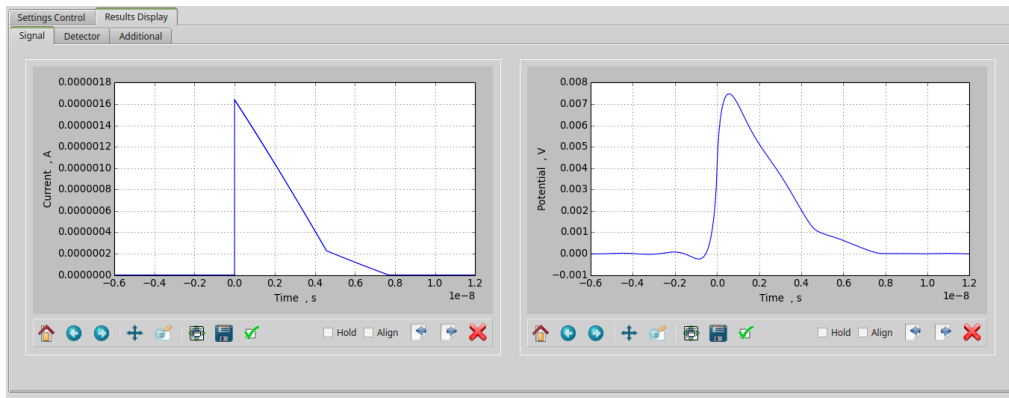 Settings Control Results Display
Signal Detector Additional
0.0000018
0.0000016
0.0000014
0.0000012
0.0000010
0.0000008
0.0000006
0.0000004
0.0000002
0.0000000
Current , A
−0.6 −0.4 −0.2 0.0 0.2 0.4 0.6 0.8 1.0 1.2
1e−8
Time , s
Hold Align
0.008
0.007
0.006
0.005
0.004
0.003
0.002
0.001
0.000
−0.001
Potential , V
−0.6 −0.4 −0.2 0.0 0.2 0.4 0.6 0.8 1.0 1.2
1e−8
Time , s
Hold Align